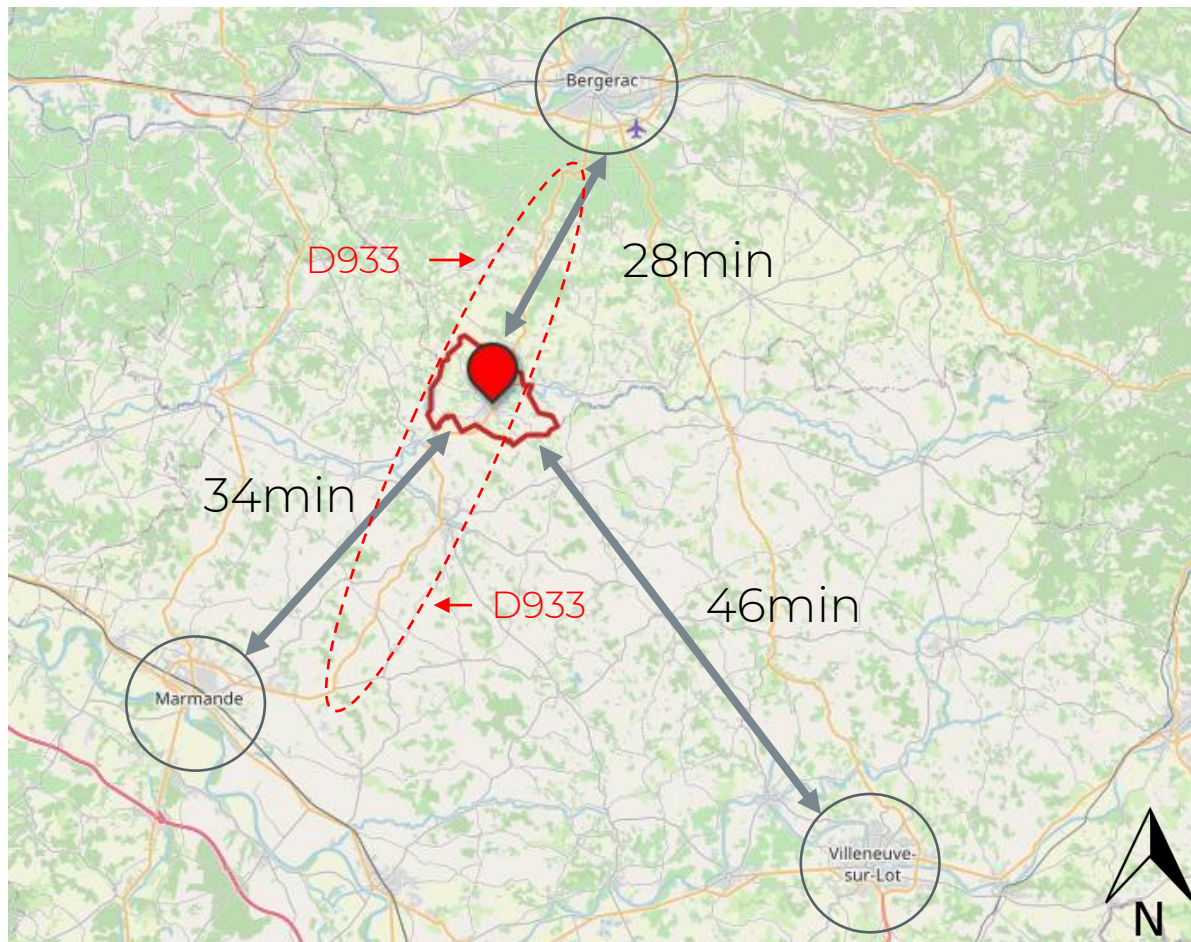 Bergerac
D933
28min
34min
D933
46min
Marmande
Villeneuve-
sur-Lot
N